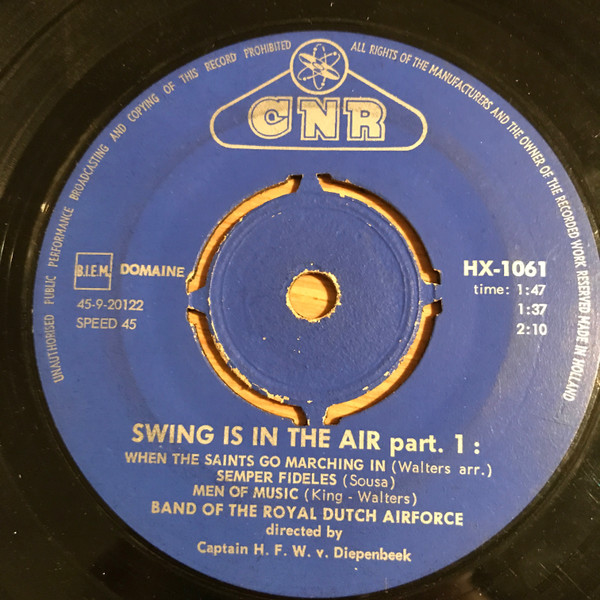 UNAUTHORISED PUBLIC PERFORMANCE BROADCASTING AND COPYING OF THIS RECORD PROHIBITED
ALL RIGHTS OF THE MANUFACTURERS AND THE OWNER OF THE RECORDED WORK RESERVED MADE IN HOLLAND
CNR
B.I.E.M. DOMAINE
45-9-20122
SPEED 45
HX-1061
time: 1:47
1:37
2:10
SWING IS IN THE AIR part. 1 :
WHEN THE SAINTS GO MARCHING IN (Walters arr.)
SEMPER FIDELES (Sousa)
MEN OF MUSIC (King - Walters)
BAND OF THE ROYAL DUTCH AIRFORCE
directed by
Captain H. F. W. v. Diepenbeek